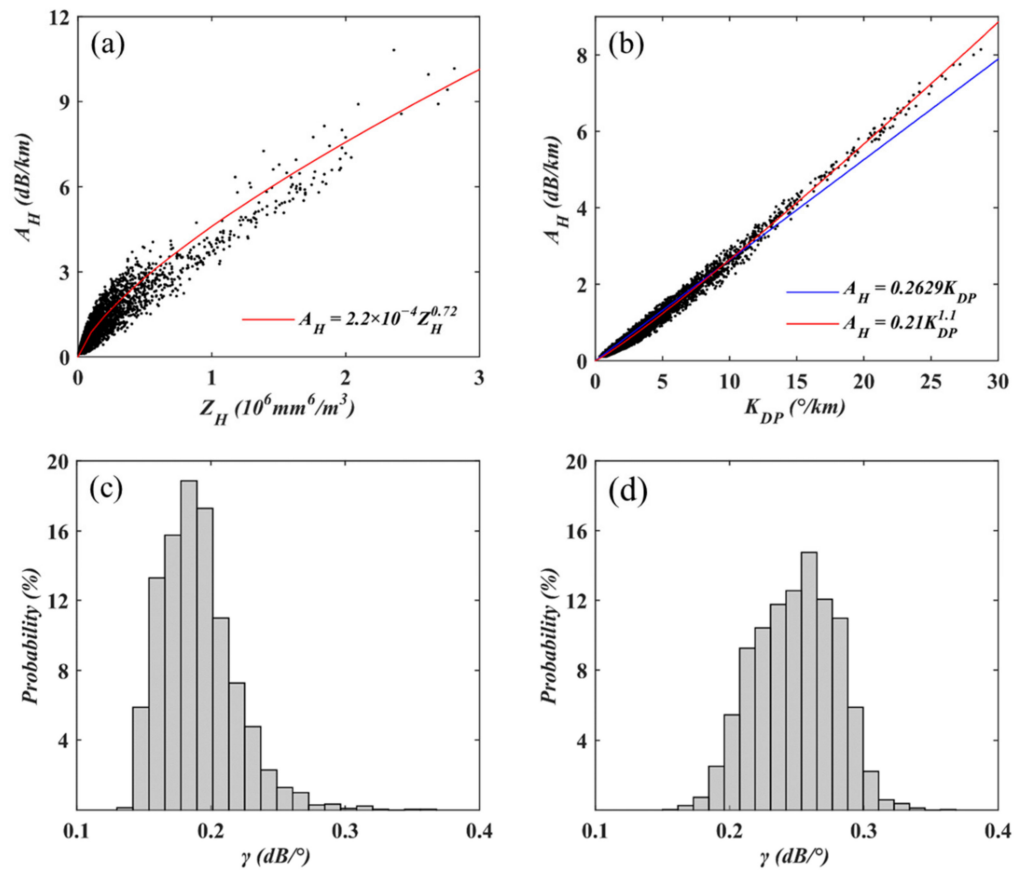 (a)
12
9
6
3
0
A_H (dB/km)
A_H = 2.2×10^−4 Z_H^0.72
0 1 2 3
Z_H (10^6 mm^6/m^3)
(b)
8
6
4
2
0
A_H (dB/km)
A_H = 0.2629K_DP
A_H = 0.21K_DP^1.1
0 5 10 15 20 25 30
K_DP (°/km)
(c)
20
16
12
8
4
Probability (%)
0.1 0.2 0.3 0.4
γ (dB/°)
(d)
20
16
12
8
4
Probability (%)
0.1 0.2 0.3 0.4
γ (dB/°)